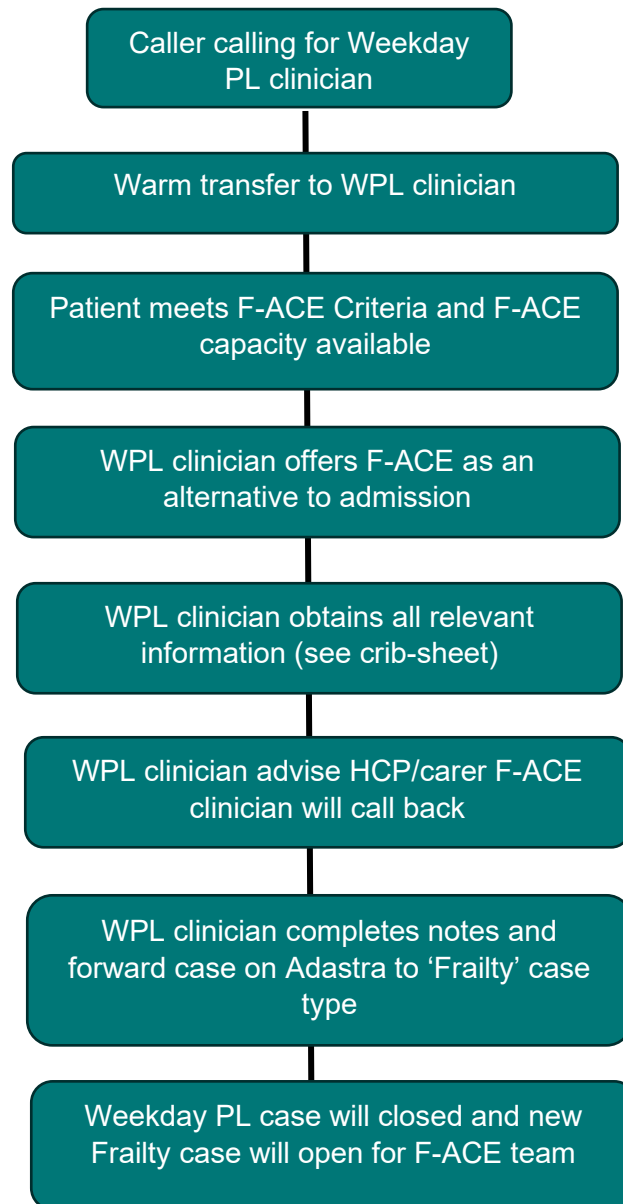 Caller calling for Weekday
PL clinician
Warm transfer to WPL clinician
Patient meets F-ACE Criteria and F-ACE
capacity available
WPL clinician offers F-ACE as an
alternative to admission
WPL clinician obtains all relevant
information (see crib-sheet)
WPL clinician advise HCP/carer F-ACE
clinician will call back
WPL clinician completes notes and
forward case on Adastra to ‘Frailty’ case
type
Weekday PL case will closed and new
Frailty case will open for F-ACE team